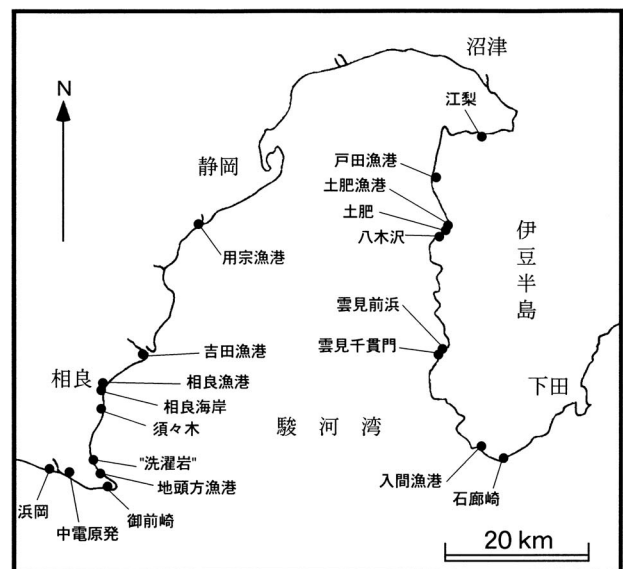 沼津
江梨
N
戸田漁港
静岡
土肥漁港
土肥
八木沢
伊豆半島
用宗漁港
雲見前浜
吉田漁港
雲見千貫門
相良
相良漁港
下田
相良海岸
須々木
駿河湾
"洗濯岩"
入間漁港
地頭方漁港
石廊崎
浜岡
御前崎
中電原発
20 km